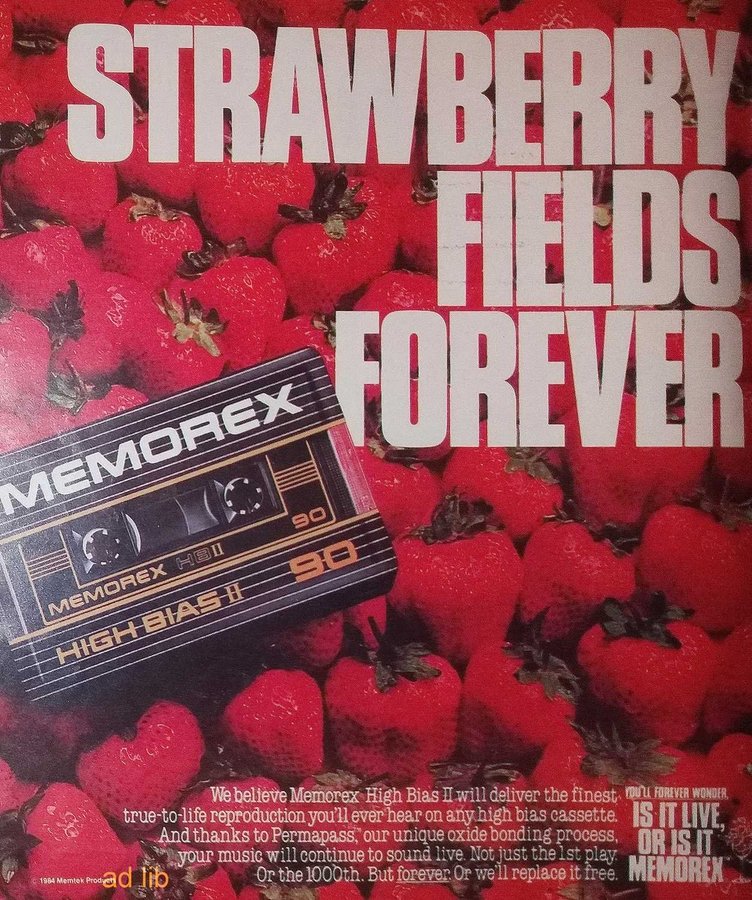 STRAWBERRY
FIELDS
FOREVER
MEMOREX
90
MEMOREX HB II
90
HIGH BIAS II
We believe Memorex High Bias II will deliver the finest
true-to-life reproduction you'll ever hear on any high bias cassette.
And thanks to Permapass,™ our unique oxide bonding process,
your music will continue to sound live. Not just the 1st play.
Or the 1000th. But forever. Or we'll replace it free.
YOU'LL FOREVER WONDER,
IS IT LIVE,
OR IS IT
MEMOREX
© 1984 Memtek Products
ad lib